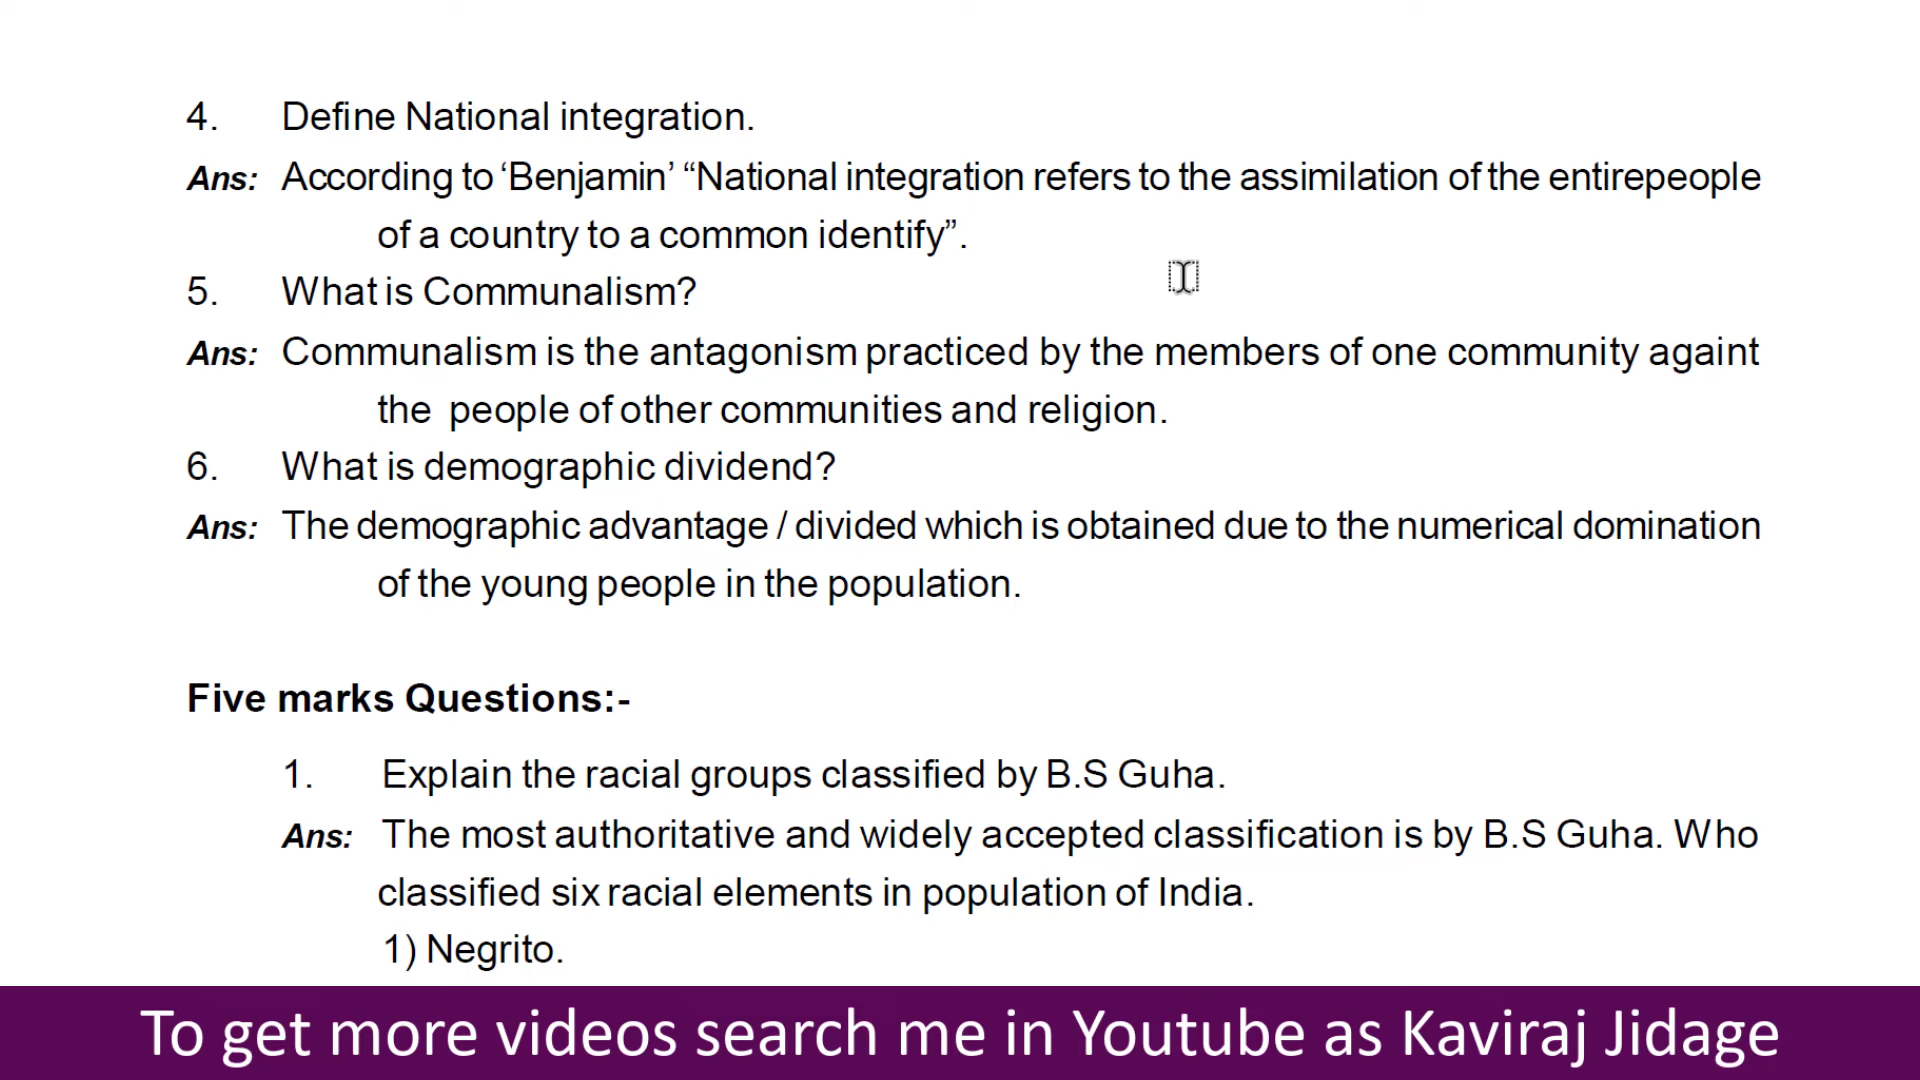 4. Define National integration.
Ans: According to ‘Benjamin’ “National integration refers to the assimilation of the entirepeople
of a country to a common identify”.
5. What is Communalism?
Ans: Communalism is the antagonism practiced by the members of one community againt
the people of other communities and religion.
6. What is demographic dividend?
Ans: The demographic advantage / divided which is obtained due to the numerical domination
of the young people in the population.
Five marks Questions:-
1. Explain the racial groups classified by B.S Guha.
Ans: The most authoritative and widely accepted classification is by B.S Guha. Who
classified six racial elements in population of India.
1) Negrito.
To get more videos search me in Youtube as Kaviraj Jidage